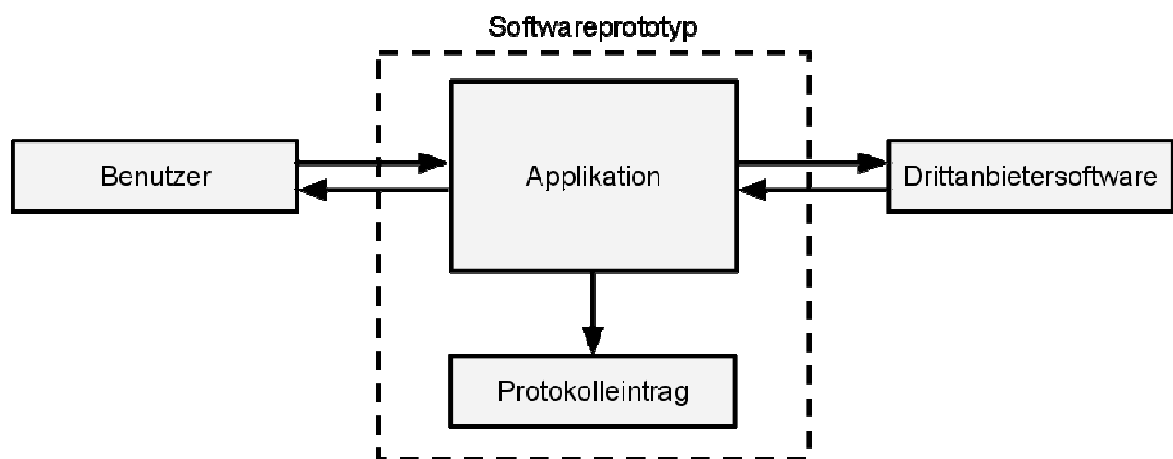 Softwareprototyp
Benutzer
Applikation
Drittanbietersoftware
Protokolleintrag